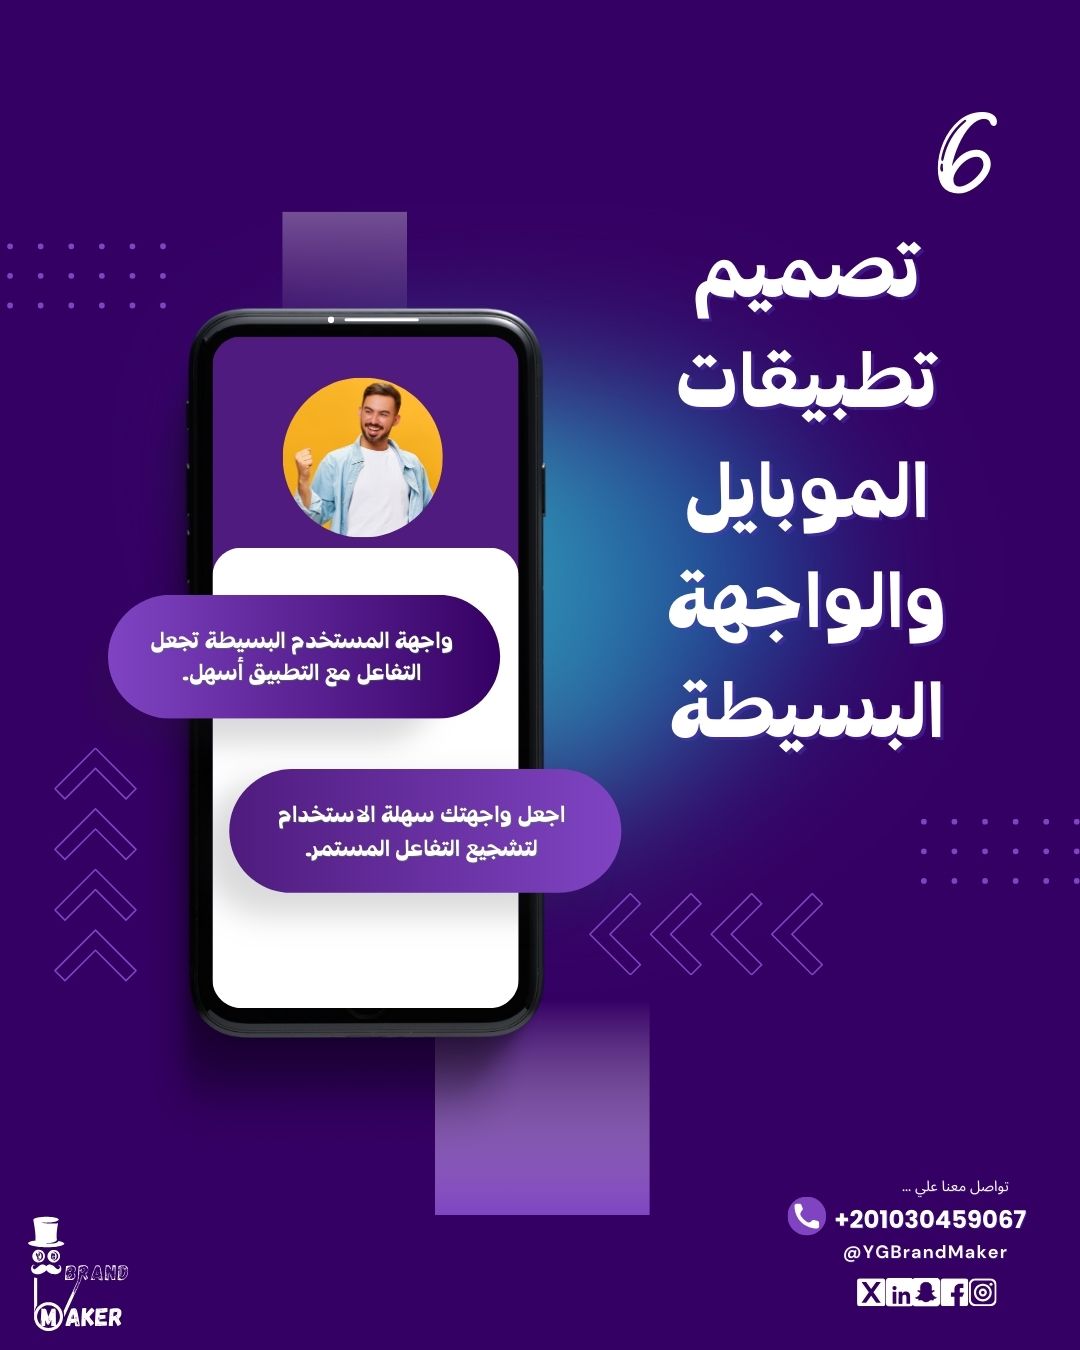 6
تصميم
تطبيقات
الموبايل
والواجهة
البسيطة
واجهة المستخدم البسيطة تجعل
التفاعل مع التطبيق أسهل.
اجعل واجهتك سهلة الاستخدام
لتشجيع التفاعل المستمر.
تواصل معنا علي ...
+201030459067
@YGBrandMaker
BRAND
MAKER